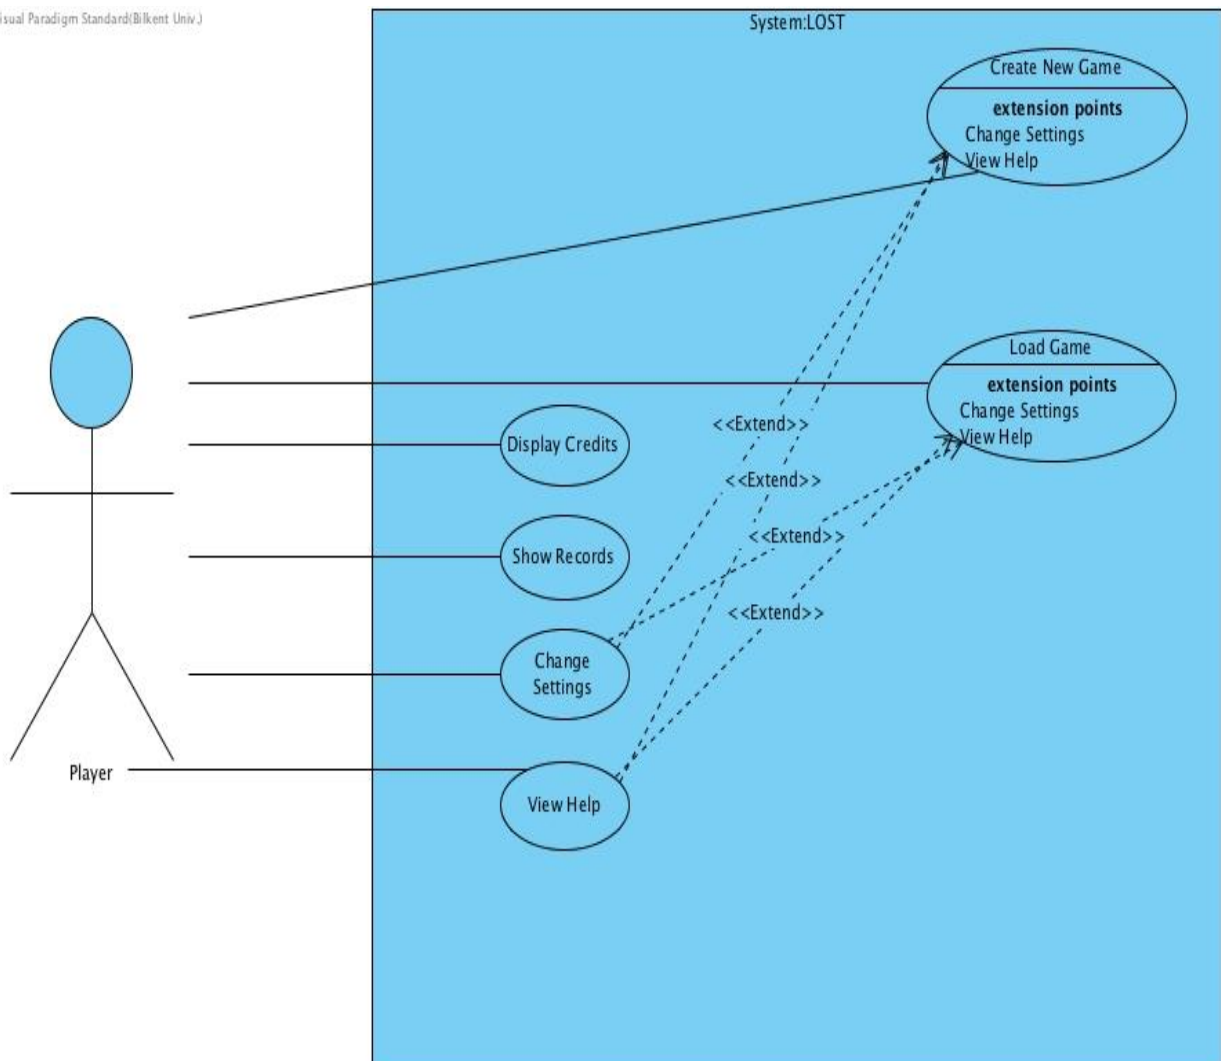 isual Paradigm Standard(Bilkent Univ.)
System:LOST
Create New Game
extension points
Change Settings
View Help
Load Game
extension points
Change Settings
View Help
<<Extend>>
<<Extend>>
<<Extend>>
<<Extend>>
Display Credits
Show Records
Change
Settings
View Help
Player